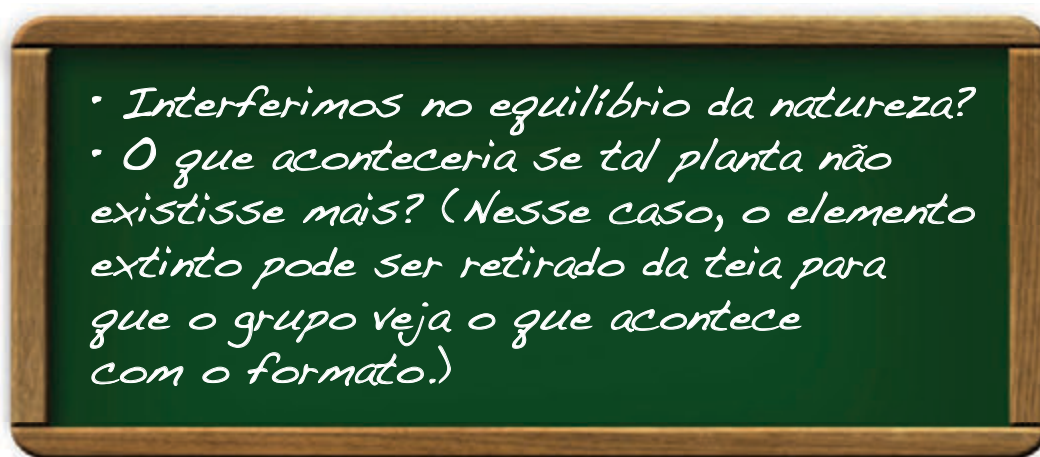 • Interferimos no equilíbrio da natureza?
• O que aconteceria se tal planta não
existisse mais? (Nesse caso, o elemento
extinto pode ser retirado da teia para
que o grupo veja o que acontece
com o formato.)